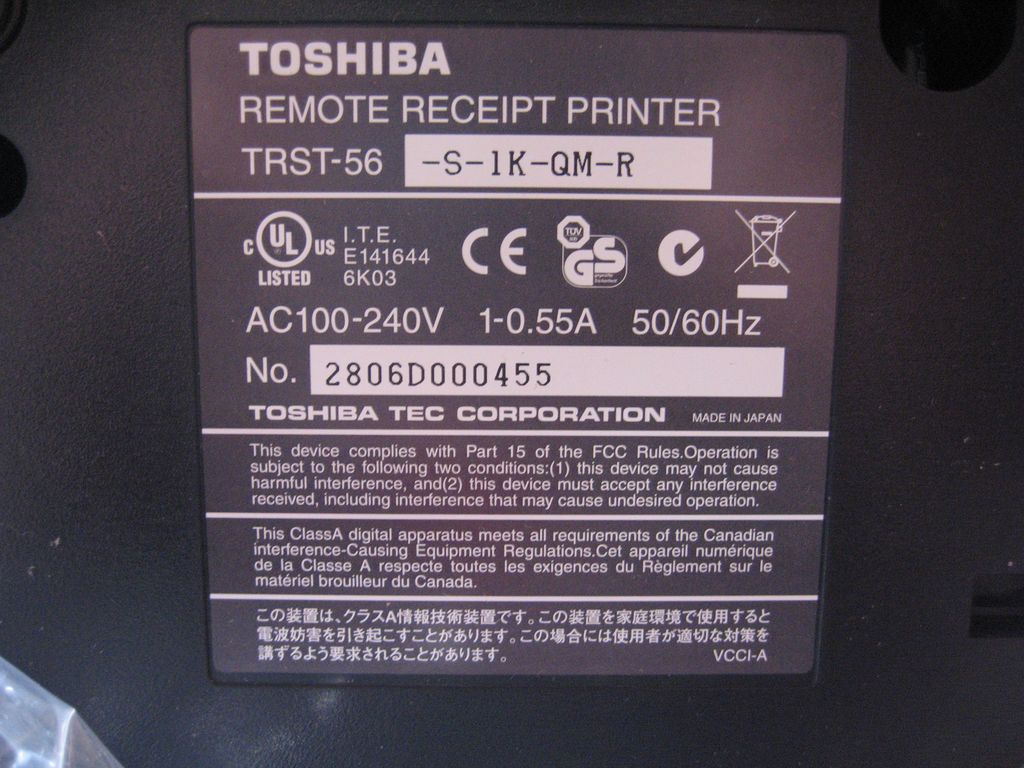 TOSHIBA
REMOTE RECEIPT PRINTER
TRST-56 -S-1K-QM-R
C UL US LISTED
I.T.E.
E141644
6K03
CE
TÜV
GS
geprüfte
Sicherheit
AC100-240V 1-0.55A 50/60Hz
No. 2806D000455
TOSHIBA TEC CORPORATION MADE IN JAPAN
This device complies with Part 15 of the FCC Rules.Operation is
subject to the following two conditions:(1) this device may not cause
harmful interference, and(2) this device must accept any interference
received, including interference that may cause undesired operation.
This ClassA digital apparatus meets all requirements of the Canadian
interference-Causing Equipment Regulations.Cet appareil numérique
de la Classe A respecte toutes les exigences du Règlement sur le
matériel brouilleur du Canada.
この装置は、クラスA情報技術装置です。この装置を家庭環境で使用すると
電波妨害を引き起こすことがあります。この場合には使用者が適切な対策を
講ずるよう要求されることがあります。
VCCI-A